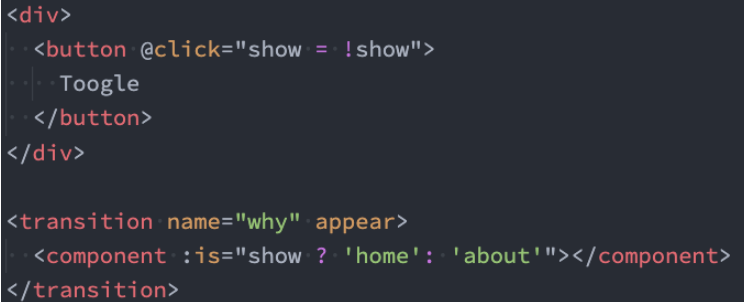 <div>
  <button @click="show = !show">
    Toogle
  </button>
</div>

<transition name="why" appear>
  <component :is="show ? 'home': 'about'"></component>
</transition>